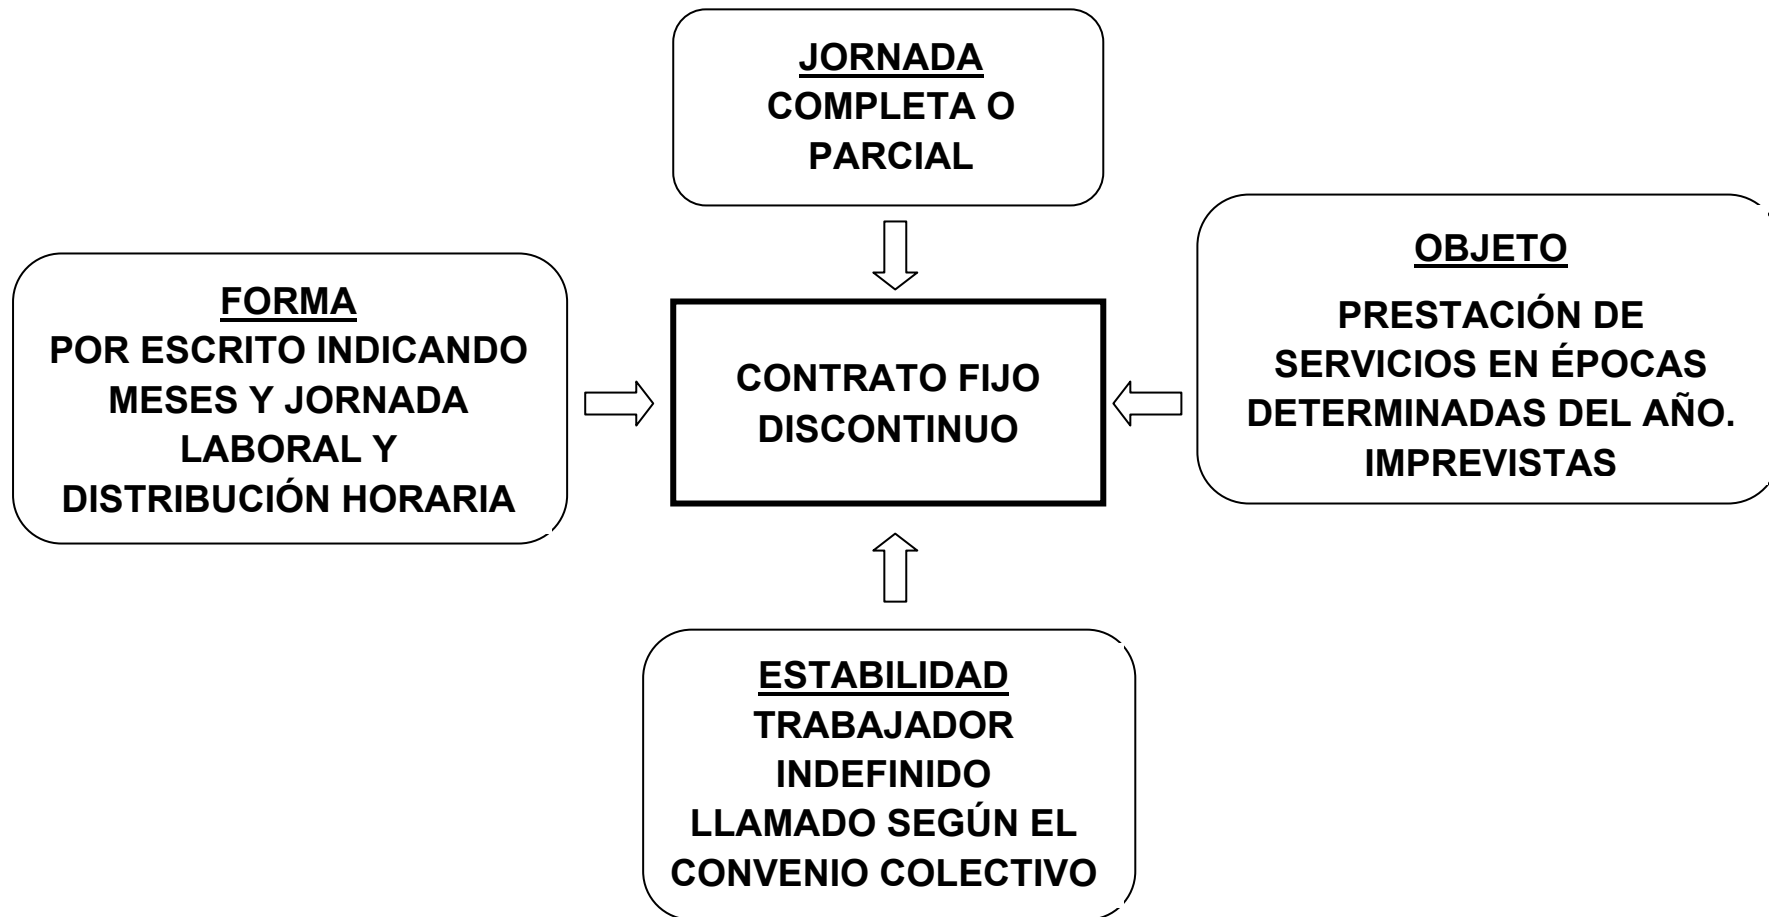 JORNADA
COMPLETA O
PARCIAL
OBJETO
PRESTACIÓN DE
SERVICIOS EN ÉPOCAS
DETERMINADAS DEL AÑO.
IMPREVISTAS
FORMA
POR ESCRITO INDICANDO
MESES Y JORNADA
LABORAL Y
DISTRIBUCIÓN HORARIA
CONTRATO FIJO
DISCONTINUO
ESTABILIDAD
TRABAJADOR
INDEFINIDO
LLAMADO SEGÚN EL
CONVENIO COLECTIVO